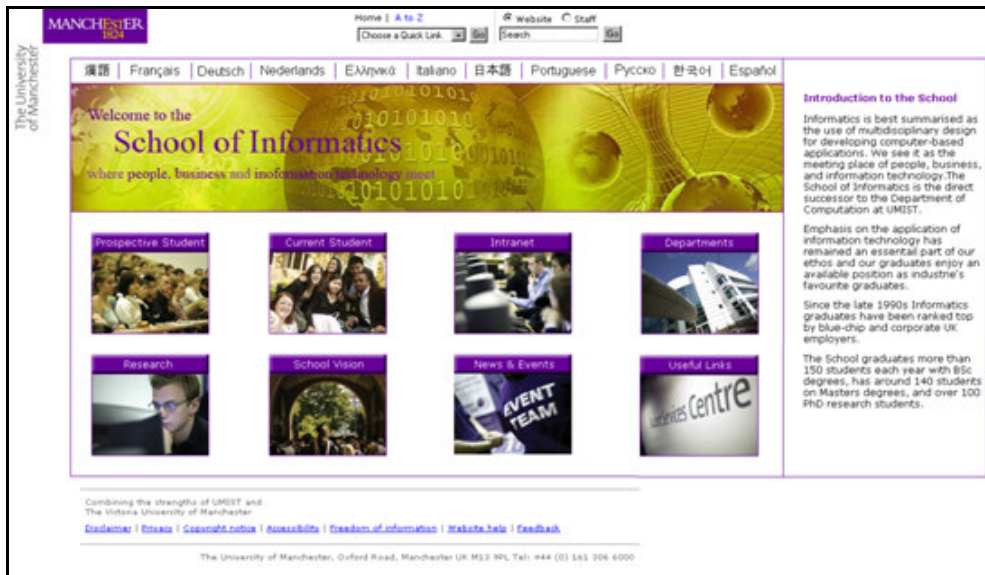 MANCHESTER
1824
The University
of Manchester
Home | A to Z
Website Staff
Choose a Quick Link Go Search Go
漢語 | Français | Deutsch | Nederlands | Ελληνικά | Italiano | 日本語 | Portuguese | Русско | 한국어 | Español
Welcome to the
School of Informatics
where people, business and inoformation technology meet
Prospective Student
Current Student
Intranet
Departments
EVENT
TEAM
Centre
Research
School Vision
News & Events
Useful Links
Introduction to the School
Informatics is best summarised as
the use of multidisciplinary design
for developing computer-based
applications. We see it as the
meeting place of people, business,
and information technology.The
School of Informatics is the direct
successor to the Department of
Computation at UMIST.
Emphasis on the application of
information technology has
remained an essentail part of our
ethos and our graduates enjoy an
available position as industrie's
favourite graduates.
Since the late 1990s Informatics
graduates have been ranked top
by blue-chip and corporate UK
employers.
The School graduates more than
150 students each year with BSc
degrees, has around 140 students
on Masters degrees, and over 100
PhD research students.
Combining the strengths of UMIST and
The Victoria University of Manchester
Disclaimer | Privacy | Copyright notice | Accessibility | Freedom of information | Website help | Feedback
The University of Manchester, Oxford Road, Manchester UK M13 9PL Tel: +44 (0) 161 306 6000